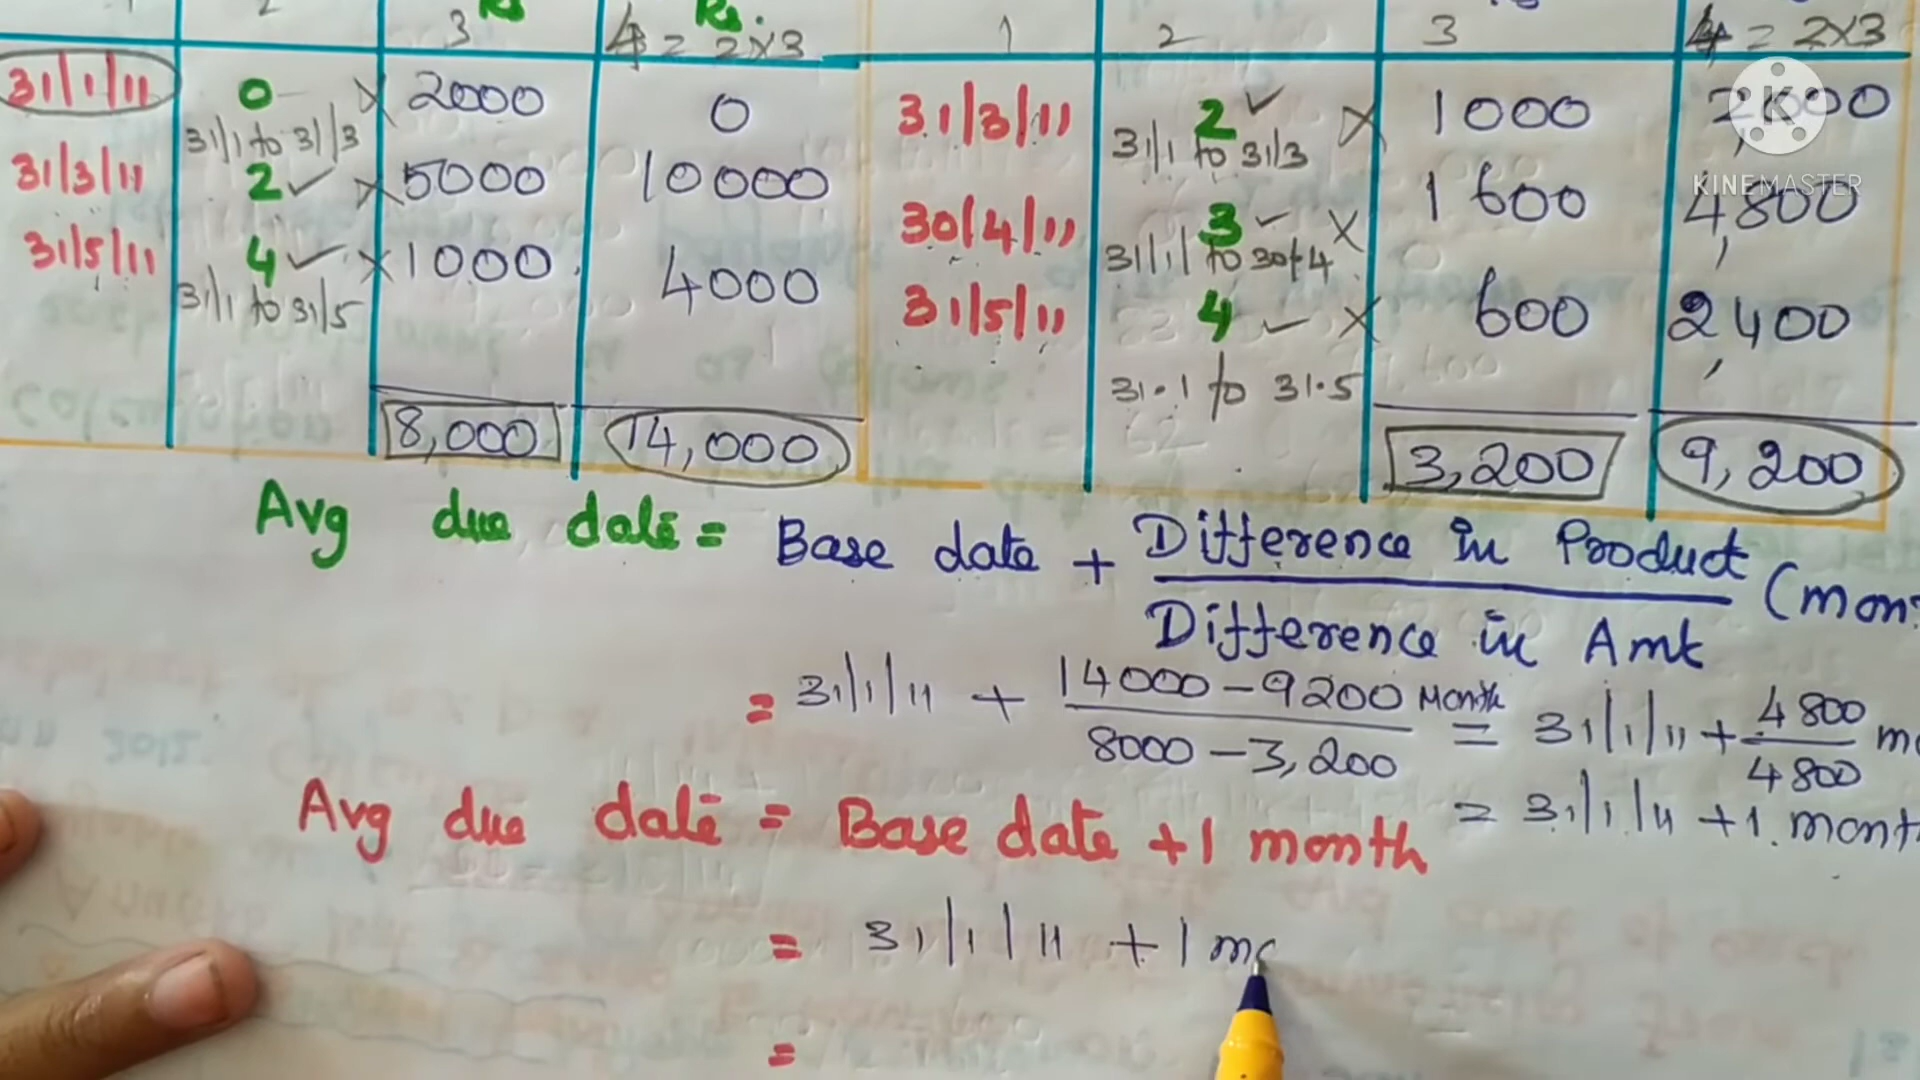 3 Rs 4 = 2x3 1 2 3 4 = 2x3
31/1/11 0 x 2000 0 31/3/11 2 ✓ x 1000 2,000
31/1 to 31/3 31/1 to 31/3
31/3/11 2 ✓ x 5000 10000 30/4/11 3 ✓ x 1600 4,800
31/1 to 30/4
31/5/11 4 ✓ x 1000 4000 31/5/11 4 ✓ x 600 2,400
31/1 to 31/5 31.1 to 31.5
8,000 14,000 3,200 9,200
KINEMASTER
Avg due date = Base date + Difference in Product
Difference in Amt
= 31/1/11 + 14000 - 9200 Month = 31/1/11 + 4800
8000 - 3,200 4800
= 31/1/11 + 1 month
Avg due date = Base date + 1 month
= 31/1/11 + 1 mo
=